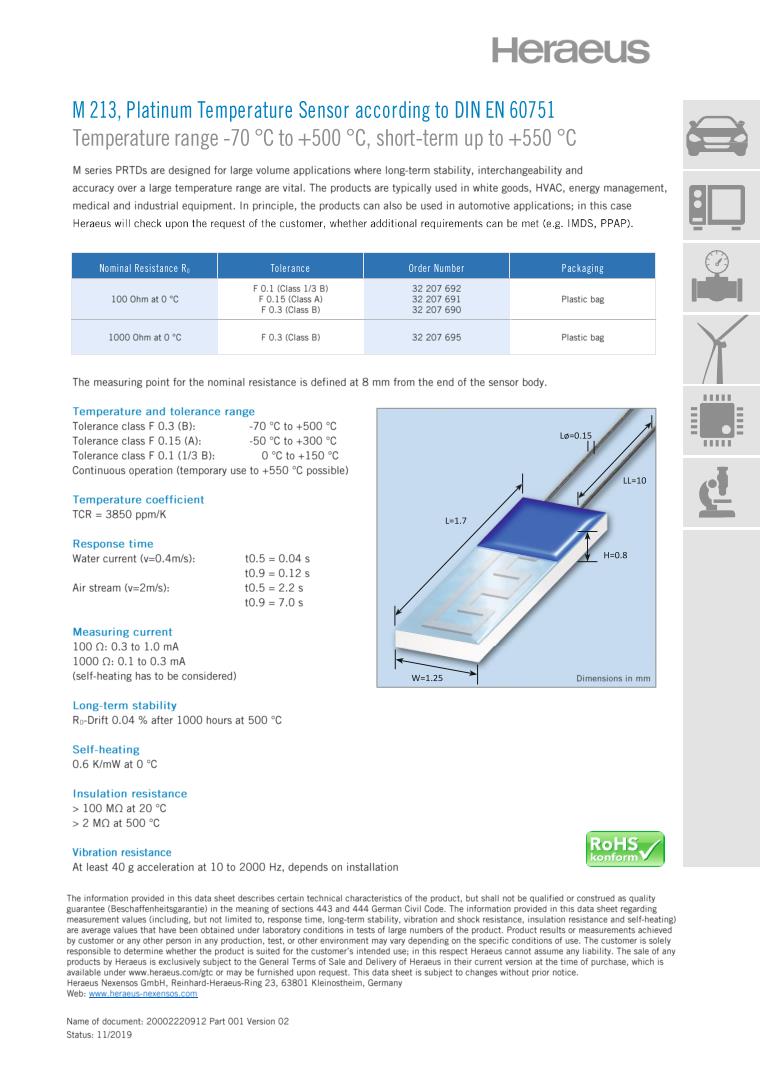 Heraeus
M 213, Platinum Temperature Sensor according to DIN EN 60751
Temperature range -70 °C to +500 °C, short-term up to +550 °C
M series PRTDs are designed for large volume applications where long-term stability, interchangeability and
accuracy over a large temperature range are vital. The products are typically used in white goods, HVAC, energy management,
medical and industrial equipment. In principle, the products can also be used in automotive applications; in this case
Heraeus will check upon the request of the customer, whether additional requirements can be met (e.g. IMDS, PPAP).
Nominal Resistance R₀ Tolerance Order Number Packaging
100 Ohm at 0 °C F 0.1 (Class 1/3 B) 32 207 692 Plastic bag
F 0.15 (Class A) 32 207 691
F 0.3 (Class B) 32 207 690
1000 Ohm at 0 °C F 0.3 (Class B) 32 207 695 Plastic bag
The measuring point for the nominal resistance is defined at 8 mm from the end of the sensor body.
Temperature and tolerance range
Tolerance class F 0.3 (B): -70 °C to +500 °C
Tolerance class F 0.15 (A): -50 °C to +300 °C
Tolerance class F 0.1 (1/3 B): 0 °C to +150 °C
Continuous operation (temporary use to +550 °C possible)
Temperature coefficient
TCR = 3850 ppm/K
Response time
Water current (v=0.4m/s): t0.5 = 0.04 s
t0.9 = 0.12 s
Air stream (v=2m/s): t0.5 = 2.2 s
t0.9 = 7.0 s
Measuring current
100 Ω: 0.3 to 1.0 mA
1000 Ω: 0.1 to 0.3 mA
(self-heating has to be considered)
Long-term stability
R₀-Drift 0.04 % after 1000 hours at 500 °C
Self-heating
0.6 K/mW at 0 °C
Insulation resistance
> 100 MΩ at 20 °C
> 2 MΩ at 500 °C
Vibration resistance
At least 40 g acceleration at 10 to 2000 Hz, depends on installation
Lø=0.15
LL=10
L=1.7
H=0.8
W=1.25
Dimensions in mm
RoHS
konform
The information provided in this data sheet describes certain technical characteristics of the product, but shall not be qualified or construed as quality
guarantee (Beschaffenheitsgarantie) in the meaning of sections 443 and 444 German Civil Code. The information provided in this data sheet regarding
measurement values (including, but not limited to, response time, long-term stability, vibration and shock resistance, insulation resistance and self-heating)
are average values that have been obtained under laboratory conditions in tests of large numbers of the product. Product results or measurements achieved
by customer or any other person in any production, test, or other environment may vary depending on the specific conditions of use. The customer is solely
responsible to determine whether the product is suited for the customer's intended use; in this respect Heraeus cannot assume any liability. The sale of any
products by Heraeus is exclusively subject to the General Terms of Sale and Delivery of Heraeus in their current version at the time of purchase, which is
available under www.heraeus.com/gtc or may be furnished upon request. This data sheet is subject to changes without prior notice.
Heraeus Nexensos GmbH, Reinhard-Heraeus-Ring 23, 63801 Kleinostheim, Germany
Web: www.heraeus-nexensos.com
Name of document: 20002220912 Part 001 Version 02
Status: 11/2019